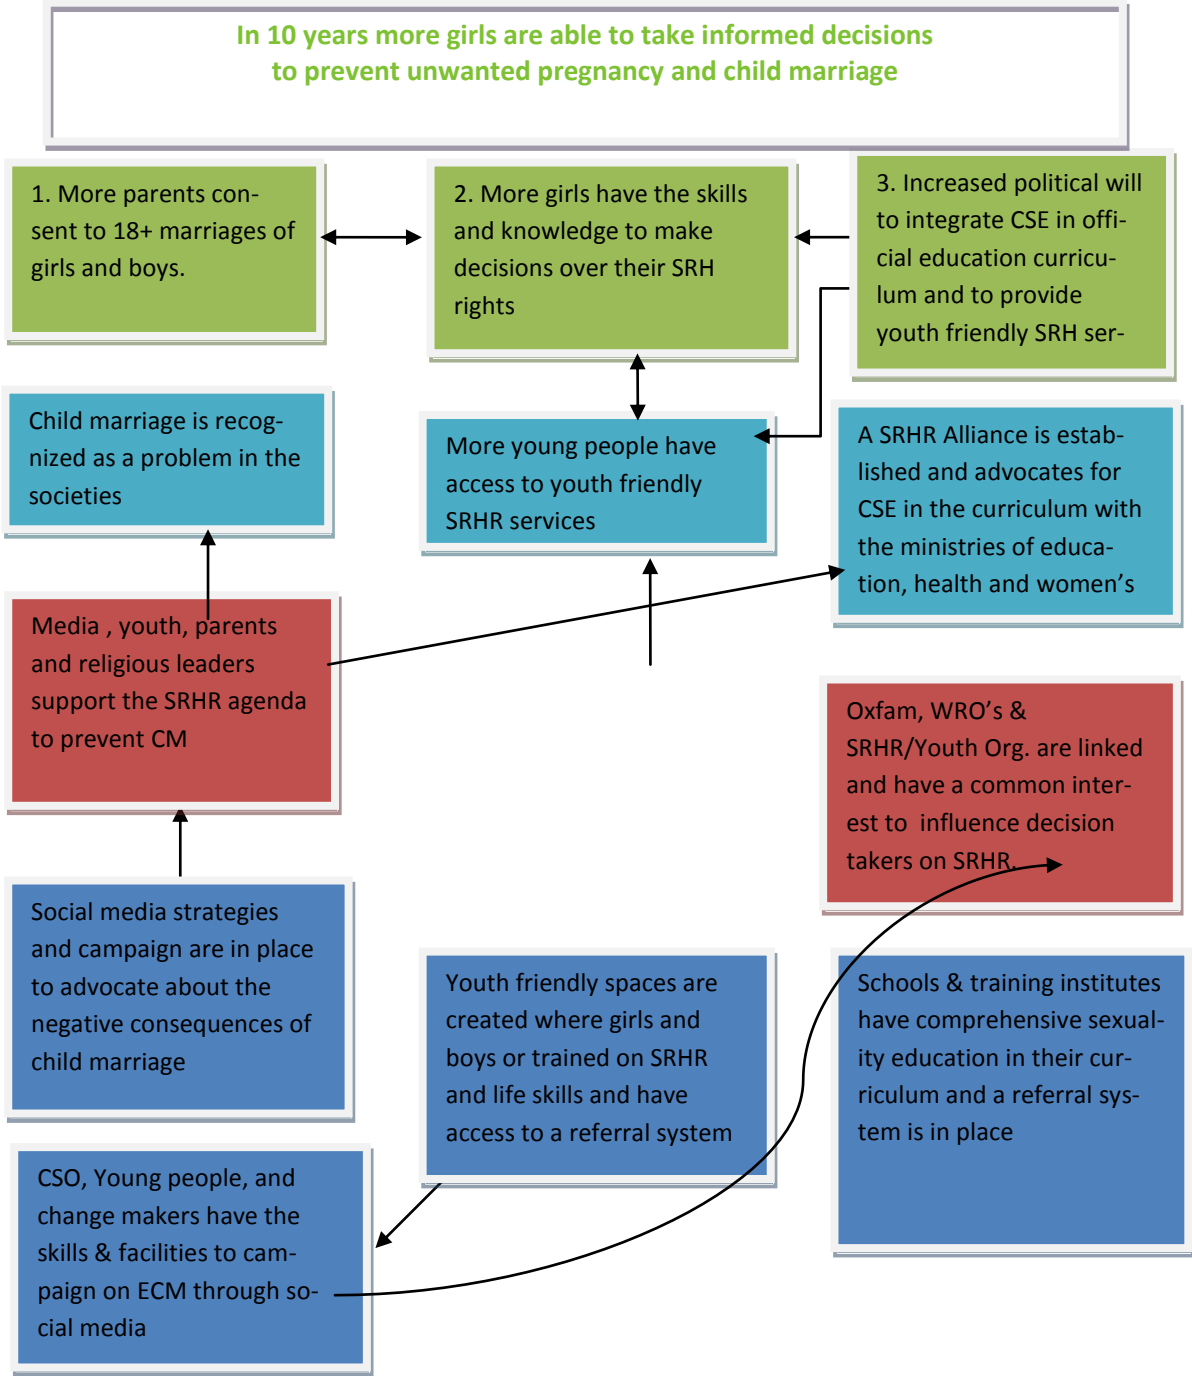 In 10 years more girls are able to take informed decisions
to prevent unwanted pregnancy and child marriage
1. More parents con-
sent to 18+ marriages of
girls and boys.
2. More girls have the skills
and knowledge to make
decisions over their SRH
rights
3. Increased political will
to integrate CSE in offi-
cial education curricu-
lum and to provide
youth friendly SRH ser-
Child marriage is recog-
nized as a problem in the
societies
More young people have
access to youth friendly
SRHR services
A SRHR Alliance is estab-
lished and advocates for
CSE in the curriculum with
the ministries of educa-
tion, health and women’s
Media , youth, parents
and religious leaders
support the SRHR agenda
to prevent CM
Oxfam, WRO’s &
SRHR/Youth Org. are linked
and have a common inter-
est to influence decision
takers on SRHR.
Social media strategies
and campaign are in place
to advocate about the
negative consequences of
child marriage
Youth friendly spaces are
created where girls and
boys or trained on SRHR
and life skills and have
access to a referral system
Schools & training institutes
have comprehensive sexual-
ity education in their cur-
riculum and a referral sys-
tem is in place
CSO, Young people, and
change makers have the
skills & facilities to cam-
paign on ECM through so-
cial media